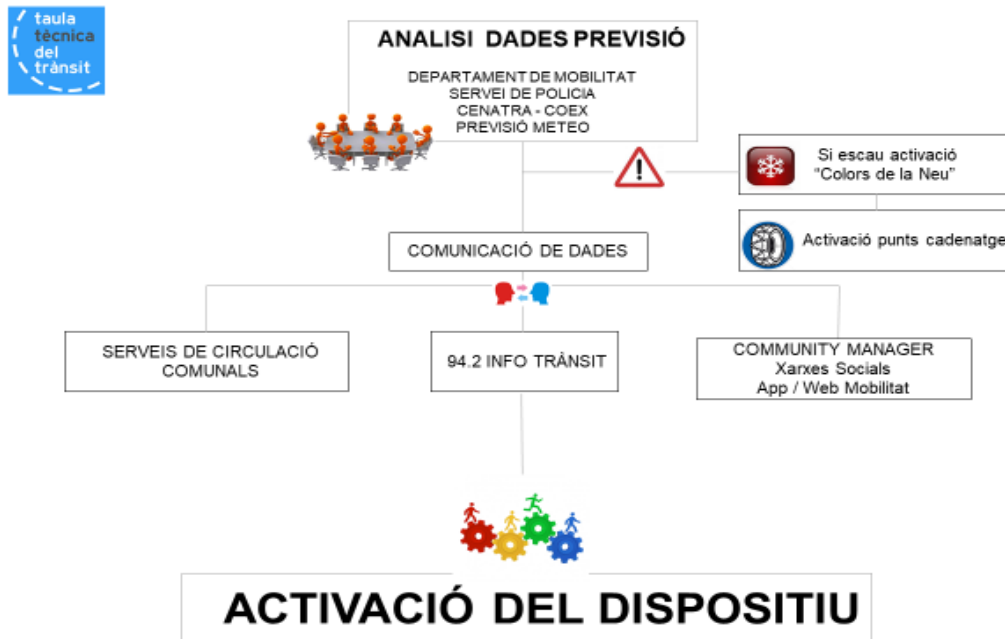 taula
tècnica
del
trànsit
ANALISI DADES PREVISIÓ
DEPARTAMENT DE MOBILITAT
SERVEI DE POLICIA
CENATRA - COEX
PREVISIÓ METEO
Si escau activació
"Colors de la Neu"
Activació punts cadenatge
COMUNICACIÓ DE DADES
SERVEIS DE CIRCULACIÓ
COMUNALS
94.2 INFO TRÀNSIT
COMMUNITY MANAGER
Xarxes Socials
App / Web Mobilitat
ACTIVACIÓ DEL DISPOSITIU